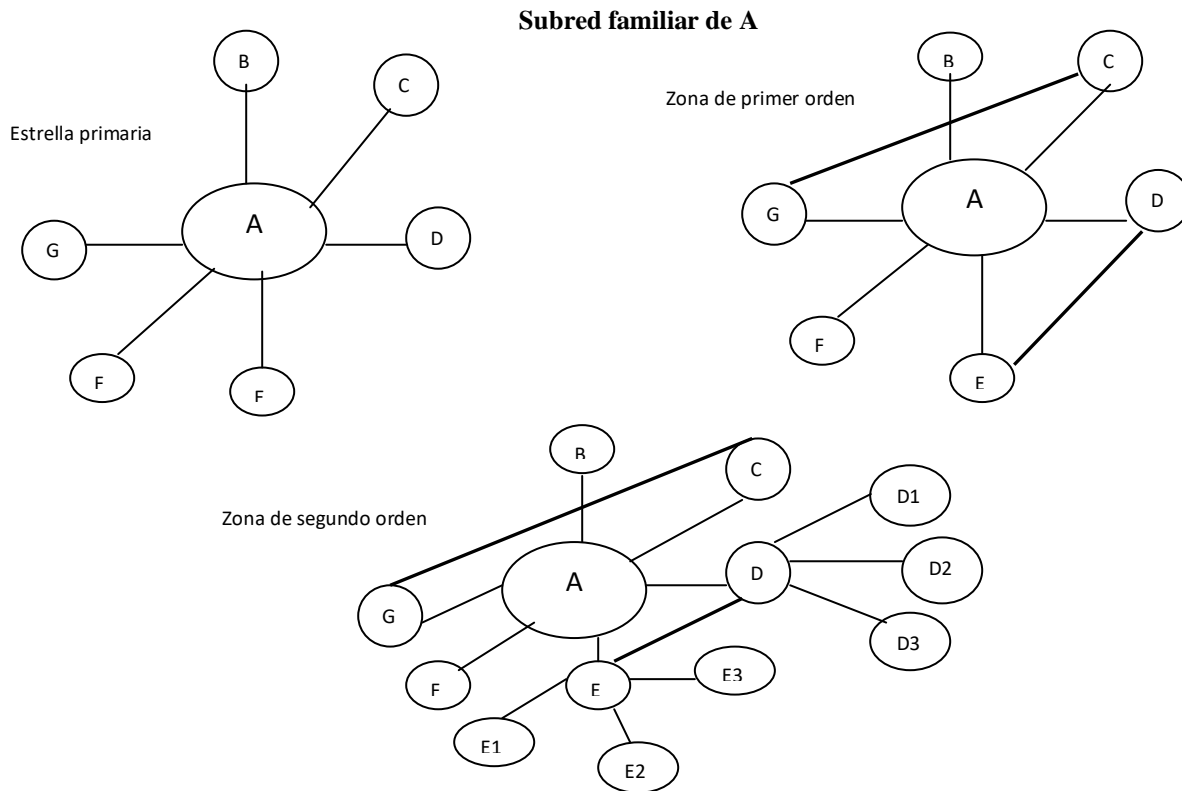 Subred familiar de A
Estrella primaria
B
C
A
D
G
F
E
Zona de primer orden
B
C
A
D
G
F
E
Zona de segundo orden
B
C
D1
A
D
D2
G
D3
F
E
E3
E1
E2